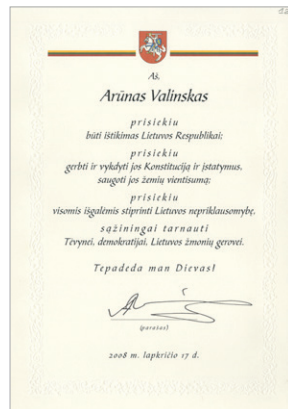 Aš,
Arūnas Valinskas
prisiekiu
būti ištikimas Lietuvos Respublikai;
prisiekiu
gerbti ir vykdyti jos Konstituciją ir įstatymus,
saugoti jos žemių vientisumą;
prisiekiu
visomis išgalėmis stiprinti Lietuvos nepriklausomybę,
sąžiningai tarnauti
Tėvynei, demokratijai, Lietuvos žmonių gerovei.
Tepadeda man Dievas!
(parašas)
2008 m. lapkričio 17 d.